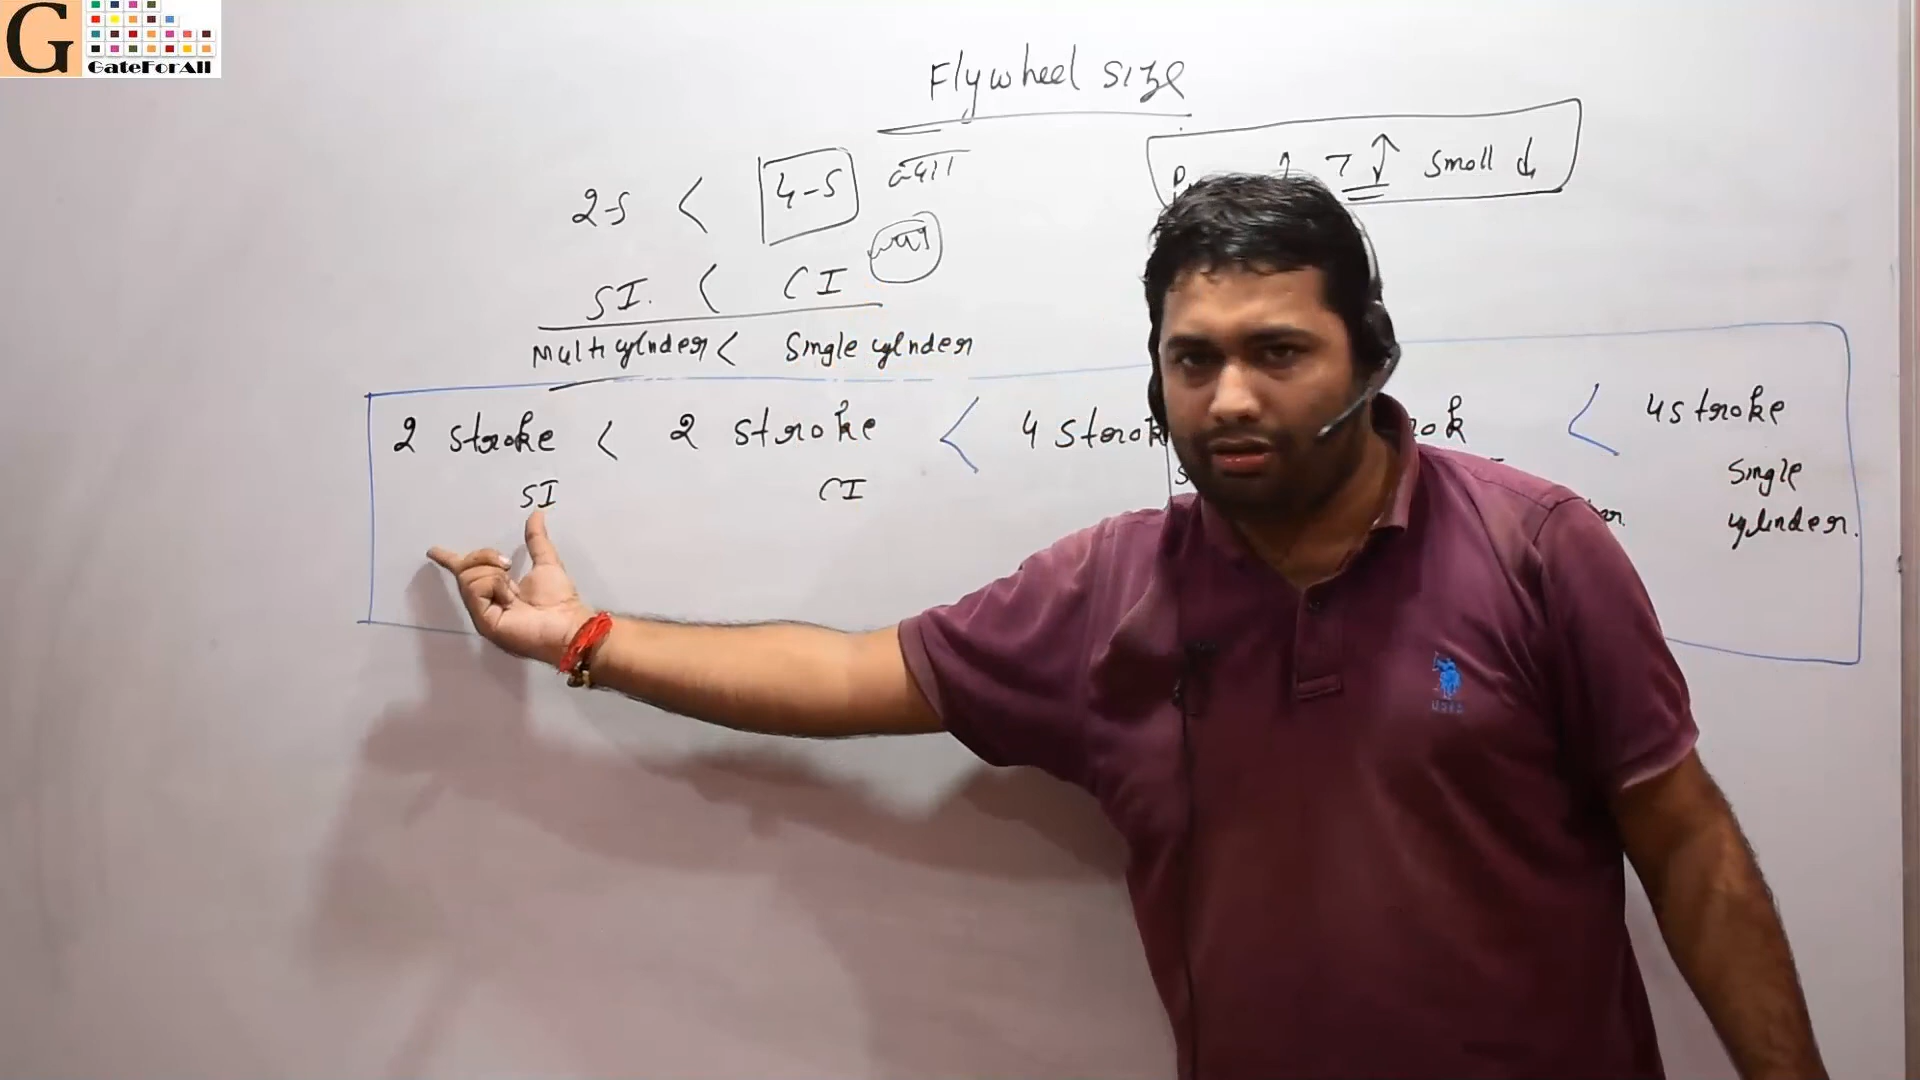 G
GateForAll
Flywheel size
2-S < 4-S
small ↓
SI. < CI
Multicylinder < Single cylinder
2 stroke < 2 stroke < 4 strok < 4 stroke
SI CI Single
cylinder.
U.S.P.A